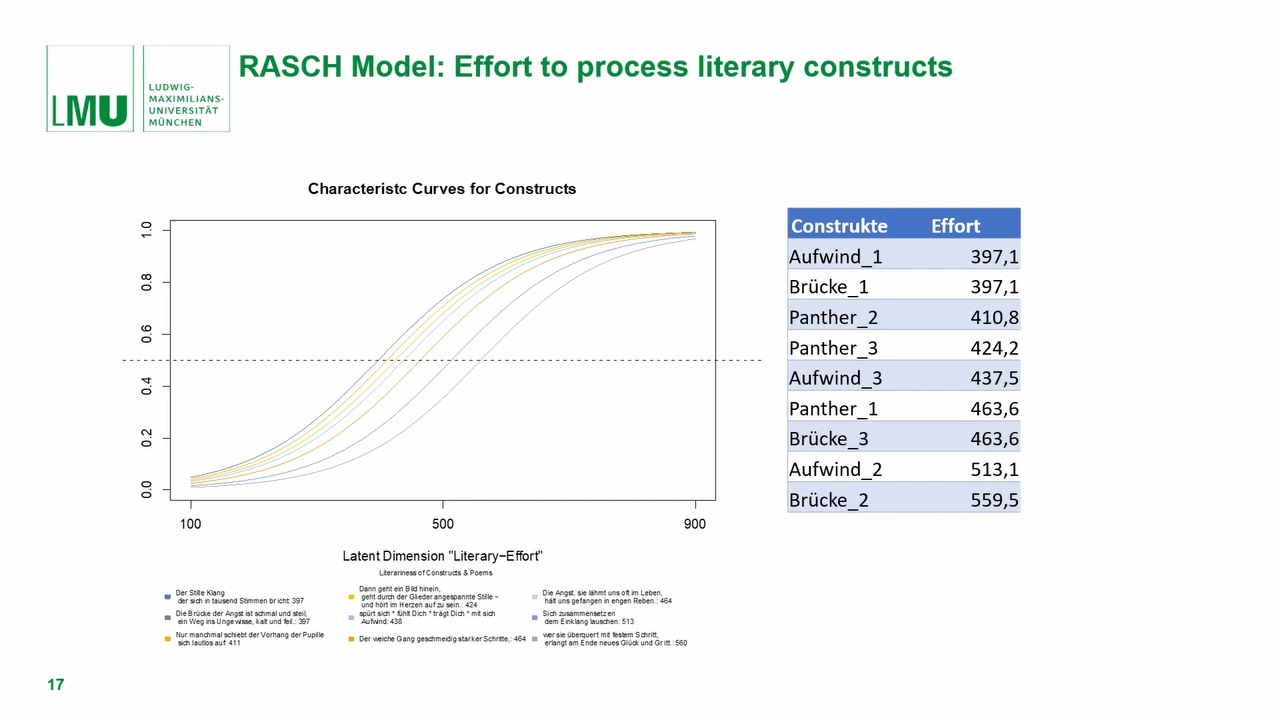 RASCH Model: Effort to process literary constructs
LMU
LUDWIG-
MAXIMILIANS-
UNIVERSITÄT
MÜNCHEN
Characteristc Curves for Constructs
1.0
0.8
0.6
0.4
0.2
0.0
100 500 900
Latent Dimension "Literary−Effort"
Literariness of Constructs & Poems
Der Stille Klang
der sich in tausend Stimmen br icht: 397
Die Brücke der Angst ist schmal und steil,
ein Weg ins Ungewisse, kalt und feil.: 397
Nur manchmal schiebt der Vorhang der Pupille
sich lautlos auf: 411
Dann geht ein Bild hinein,
geht durch der Glieder angespannte Stille −
und hört im Herzen auf zu sein.: 424
spürt sich * fühlt Dich * trägt Dich * mit sich
Aufwind: 438
Der weiche Gang geschmeidig starker Schritte,: 464
Die Angst, sie lähmt uns oft im Leben,
hält uns gefangen in engen Reben.: 464
Sich zusammensetzen
dem Einklang lauschen: 513
wer sie überquert mit festem Schritt,
erlangt am Ende neues Glück und Gr itt.: 560
Construkte Effort
Aufwind_1 397,1
Brücke_1 397,1
Panther_2 410,8
Panther_3 424,2
Aufwind_3 437,5
Panther_1 463,6
Brücke_3 463,6
Aufwind_2 513,1
Brücke_2 559,5
17